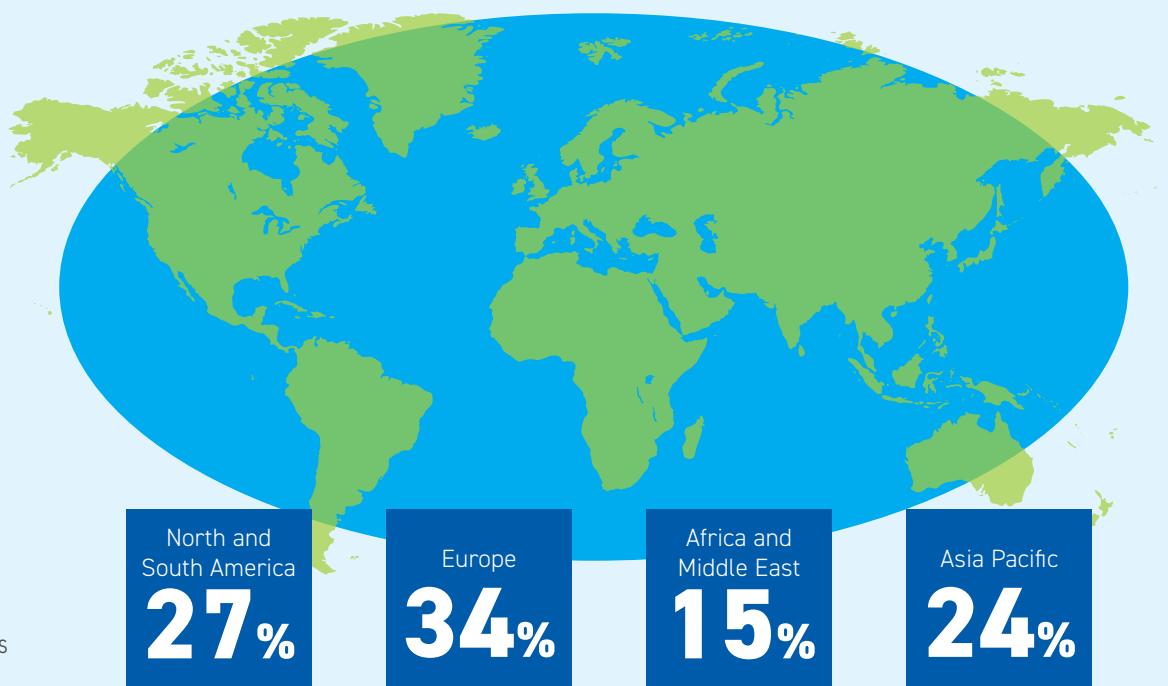 North and
South America
27%
Europe
34%
Africa and
Middle East
15%
Asia Pacific
24%
s